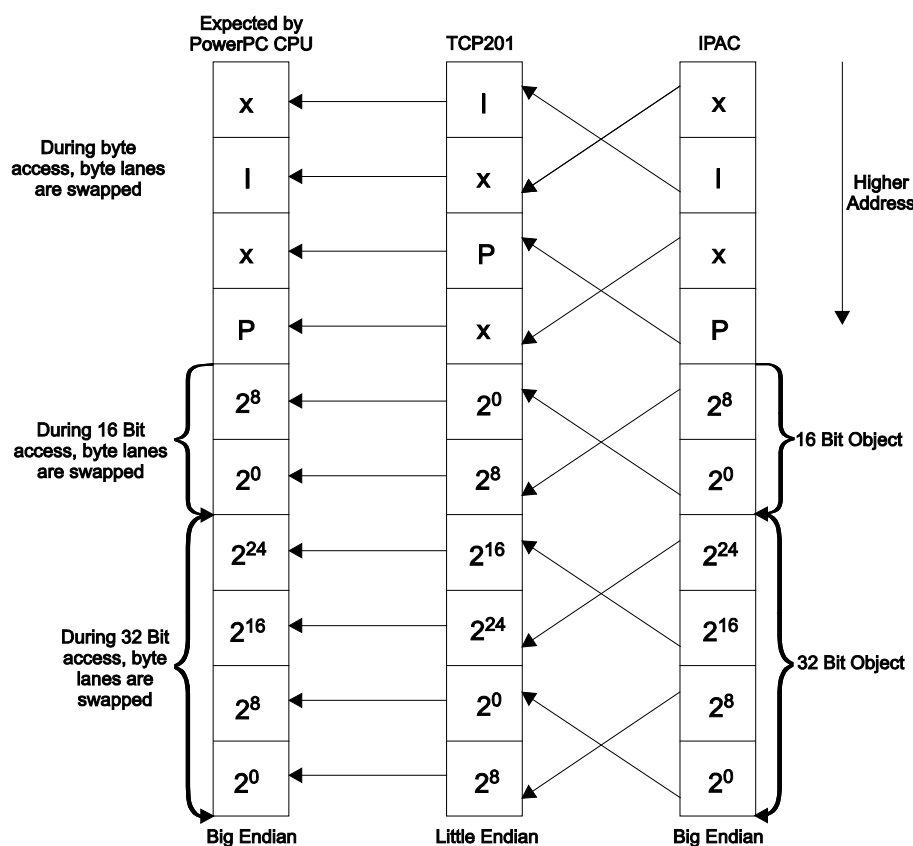 Expected by
PowerPC CPU
TCP201
IPAC
x
I
x
During byte
access, byte lanes
are swapped
I
x
I
Higher
Address
x
P
x
P
x
P
2⁸
2⁰
2⁸
During 16 Bit
access, byte lanes
are swapped
16 Bit Object
2⁰
2⁸
2⁰
2²⁴
2¹⁶
2²⁴
During 32 Bit
access, byte
lanes are
swapped
2¹⁶
2²⁴
2¹⁶
32 Bit Object
2⁸
2⁰
2⁸
2⁰
2⁸
2⁰
Big Endian
Little Endian
Big Endian